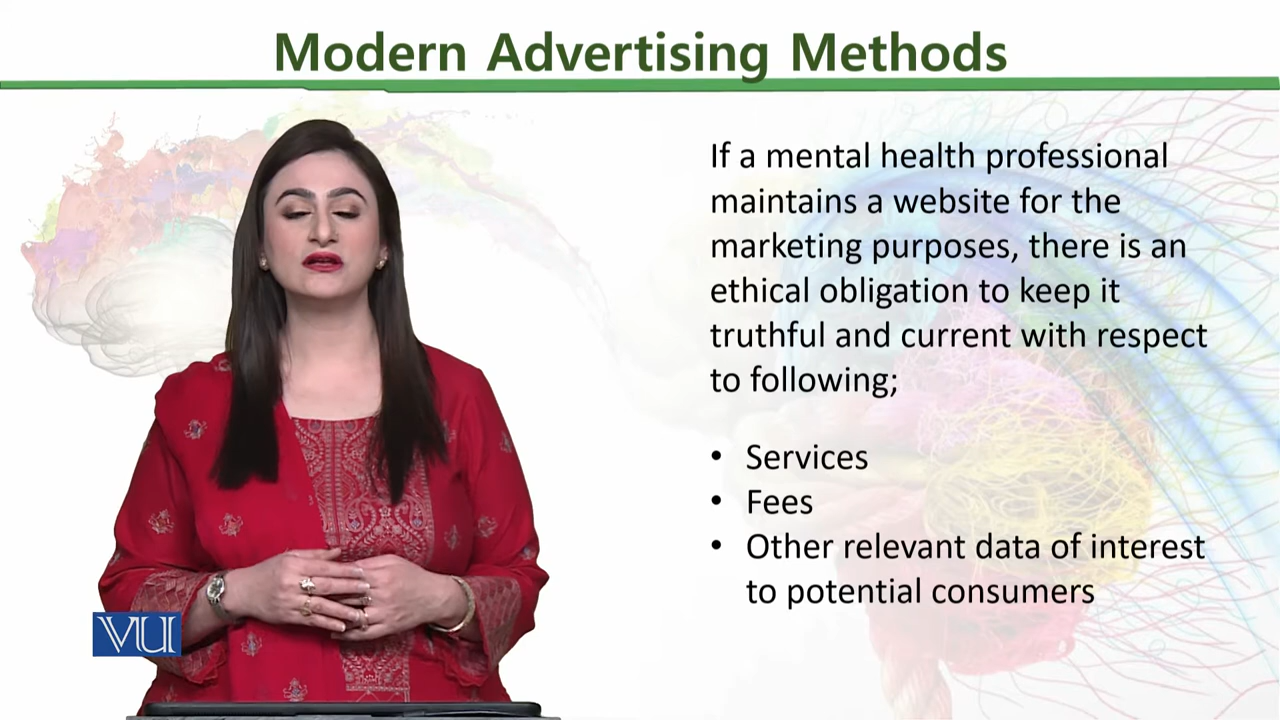 Modern Advertising Methods
If a mental health professional
maintains a website for the
marketing purposes, there is an
ethical obligation to keep it
truthful and current with respect
to following;
• Services
• Fees
• Other relevant data of interest
to potential consumers
VU